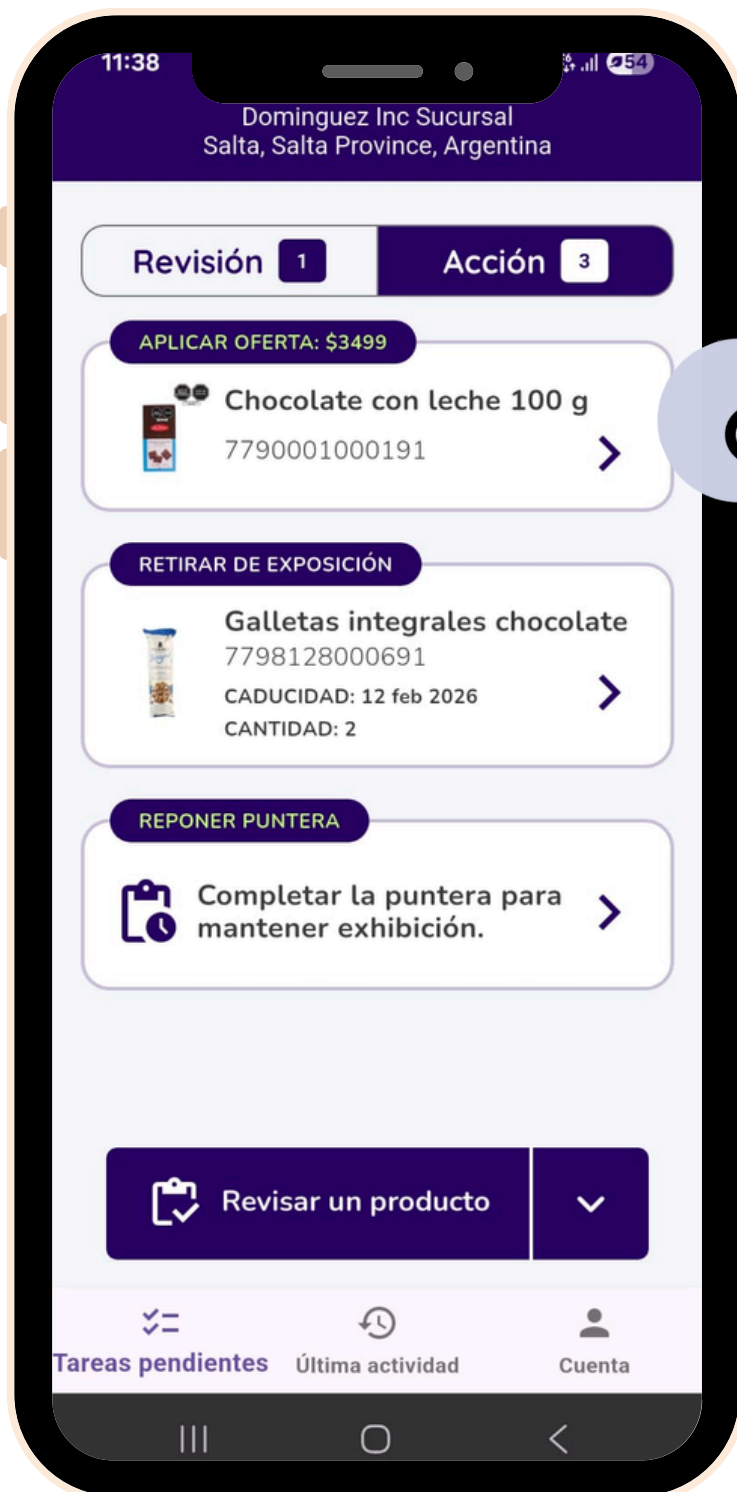 11:38
54
Dominguez Inc Sucursal
Salta, Salta Province, Argentina
Revisión 1
Acción 3
APLICAR OFERTA: $3499
Chocolate con leche 100 g
7790001000191
RETIRAR DE EXPOSICIÓN
Galletas integrales chocolate
7798128000691
CADUCIDAD: 12 feb 2026
CANTIDAD: 2
REPONER PUNTERA
Completar la puntera para
mantener exhibición.
Revisar un producto
Tareas pendientes
Última actividad
Cuenta